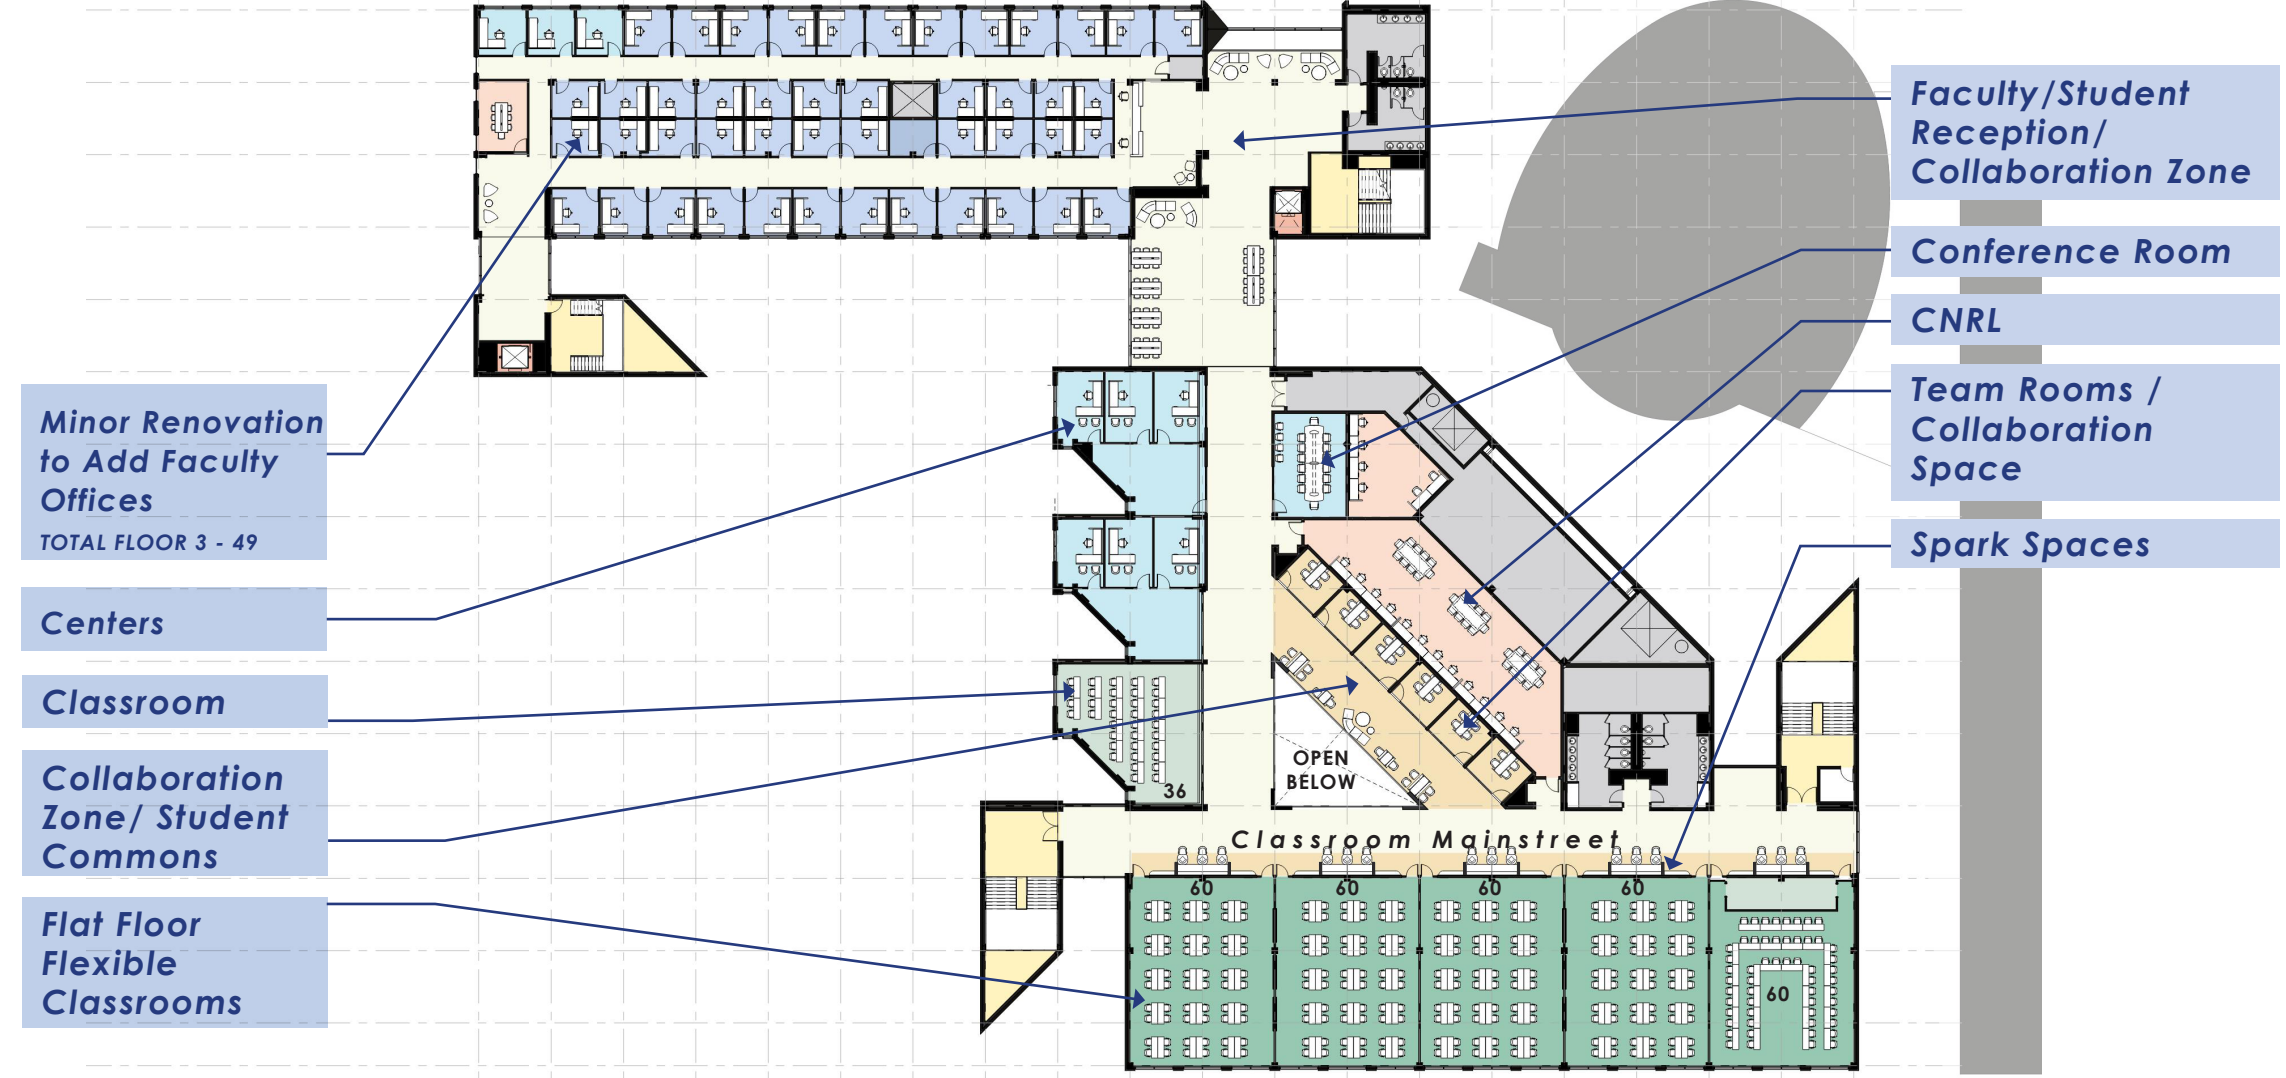 Faculty/Student
Reception/
Collaboration Zone
Conference Room
CNRL
Team Rooms /
Collaboration
Space
Spark Spaces
Minor Renovation
to Add Faculty
Offices
TOTAL FLOOR 3 - 49
Centers
Classroom
Collaboration
Zone/ Student
Commons
Flat Floor
Flexible
Classrooms
OPEN
BELOW
36
Classroom Mainstreet
60
60
60
60
60